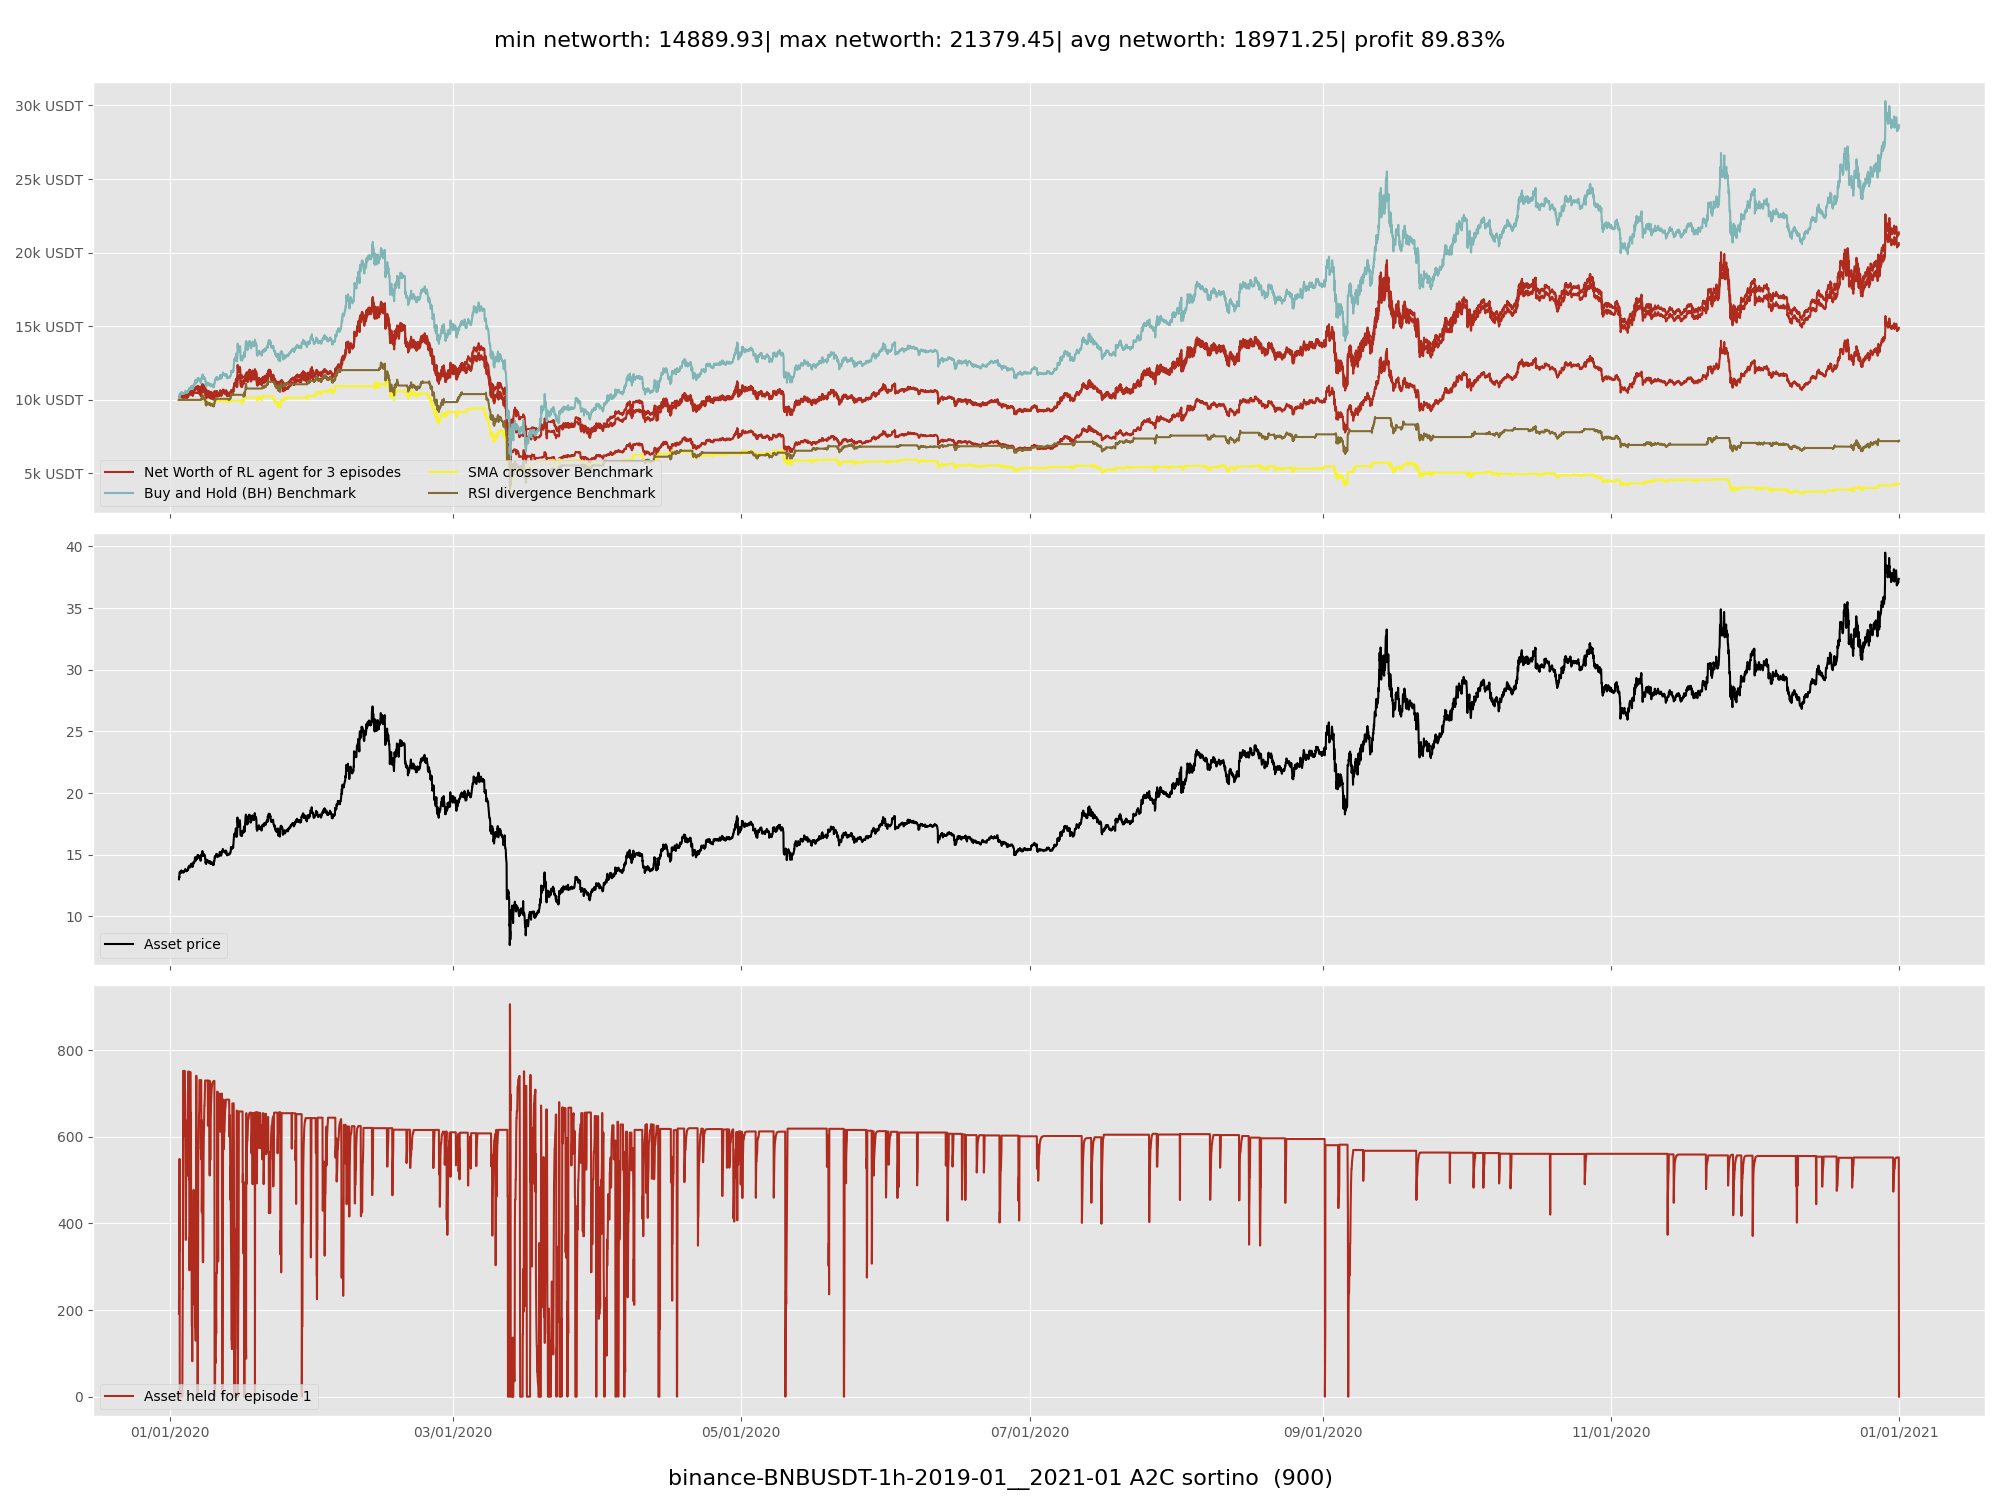 min networth: 14889.93| max networth: 21379.45| avg networth: 18971.25| profit 89.83%
30k USDT
25k USDT
20k USDT
15k USDT
10k USDT
5k USDT
Net Worth of RL agent for 3 episodes
Buy and Hold (BH) Benchmark
SMA Crossover Benchmark
RSI divergence Benchmark
40
35
30
25
20
15
10
Asset price
800
600
400
200
0
Asset held for episode 1
01/01/2020
03/01/2020
05/01/2020
07/01/2020
09/01/2020
11/01/2020
01/01/2021
binance-BNBUSDT-1h-2019-01__2021-01 A2C sortino  (900)